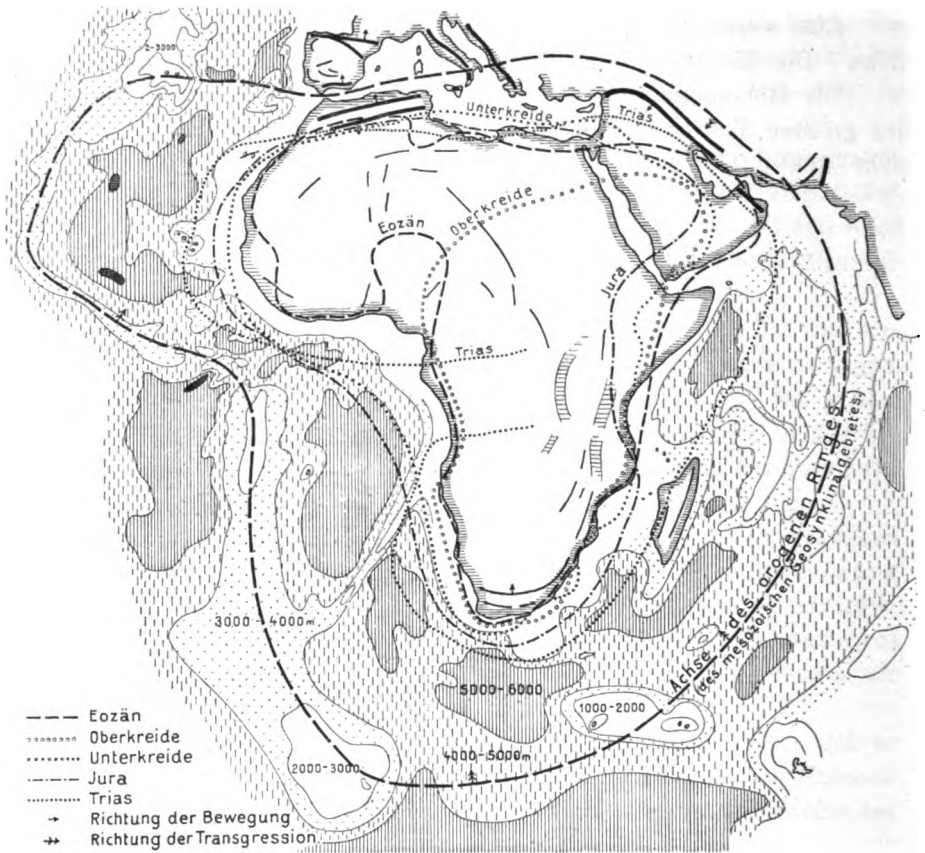 2-3000
Unterkreide
Trias
Oberkreide
Eozän
Jura
Trias
Achse des orogenen Ringes
(des mesozoischen Geosynklinalgebietes)
3000-4000m
5000-6000
1000-2000
2000-3000
4000-5000m
Eozän
Oberkreide
Unterkreide
Jura
Trias
Richtung der Bewegung
Richtung der Transgression